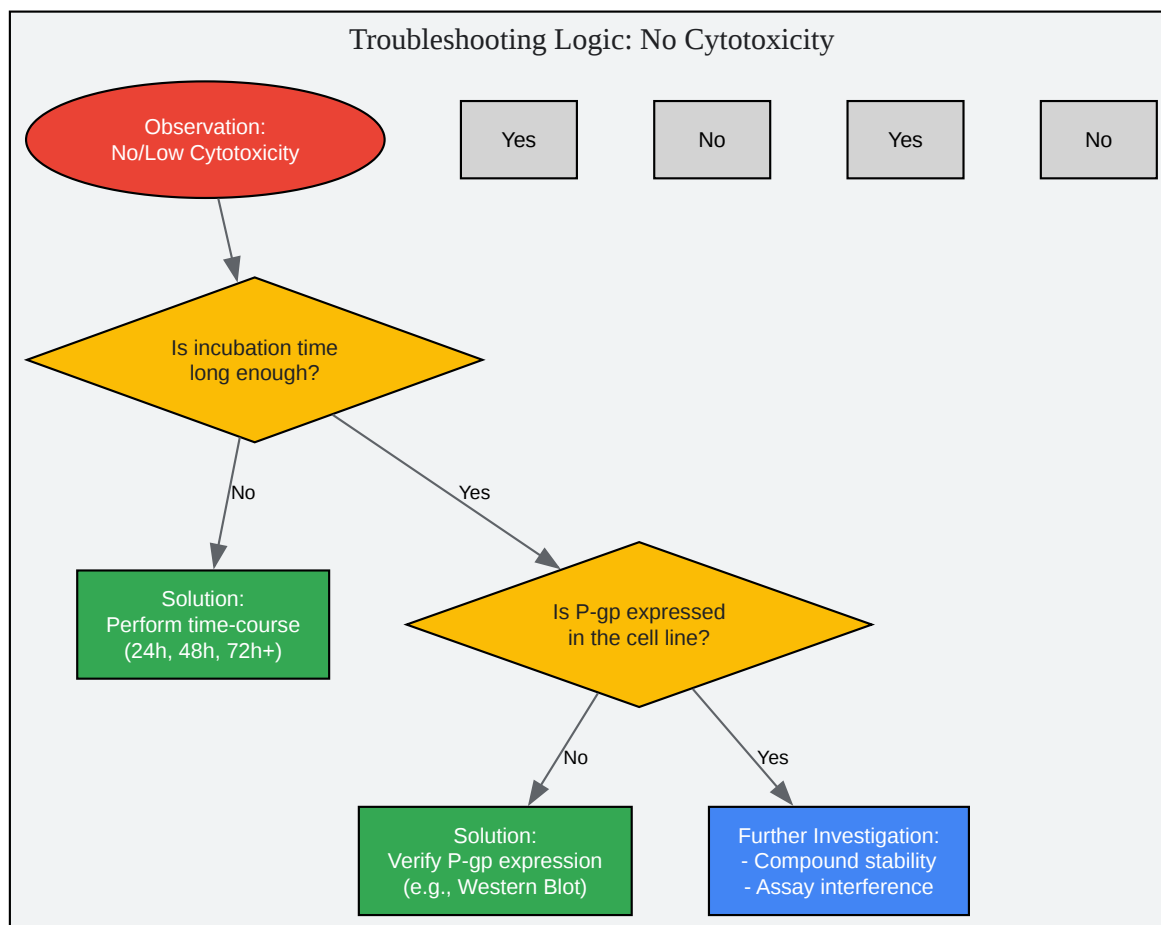 Troubleshooting Logic: No Cytotoxicity
Observation:
No/Low Cytotoxicity
Yes
No
Yes
No
Is incubation time
long enough?
No
Yes
Solution:
Perform time-course
(24h, 48h, 72h+)
Is P-gp expressed
in the cell line?
No
Yes
Solution:
Verify P-gp expression
(e.g., Western Blot)
Further Investigation:
- Compound stability
- Assay interference